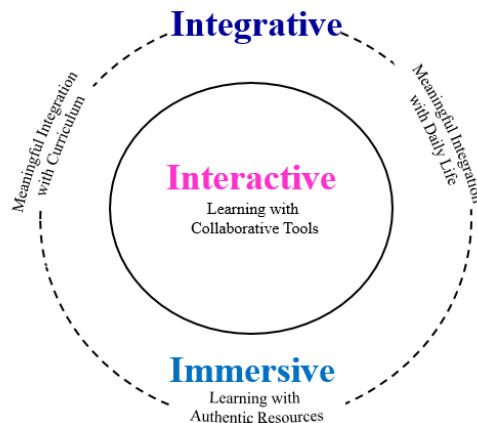 Integrative
Meaningful Integration
with Curriculum
Meaningful Integration
with Daily Life
Interactive
Learning with
Collaborative Tools
Immersive
Learning with
Authentic Resources